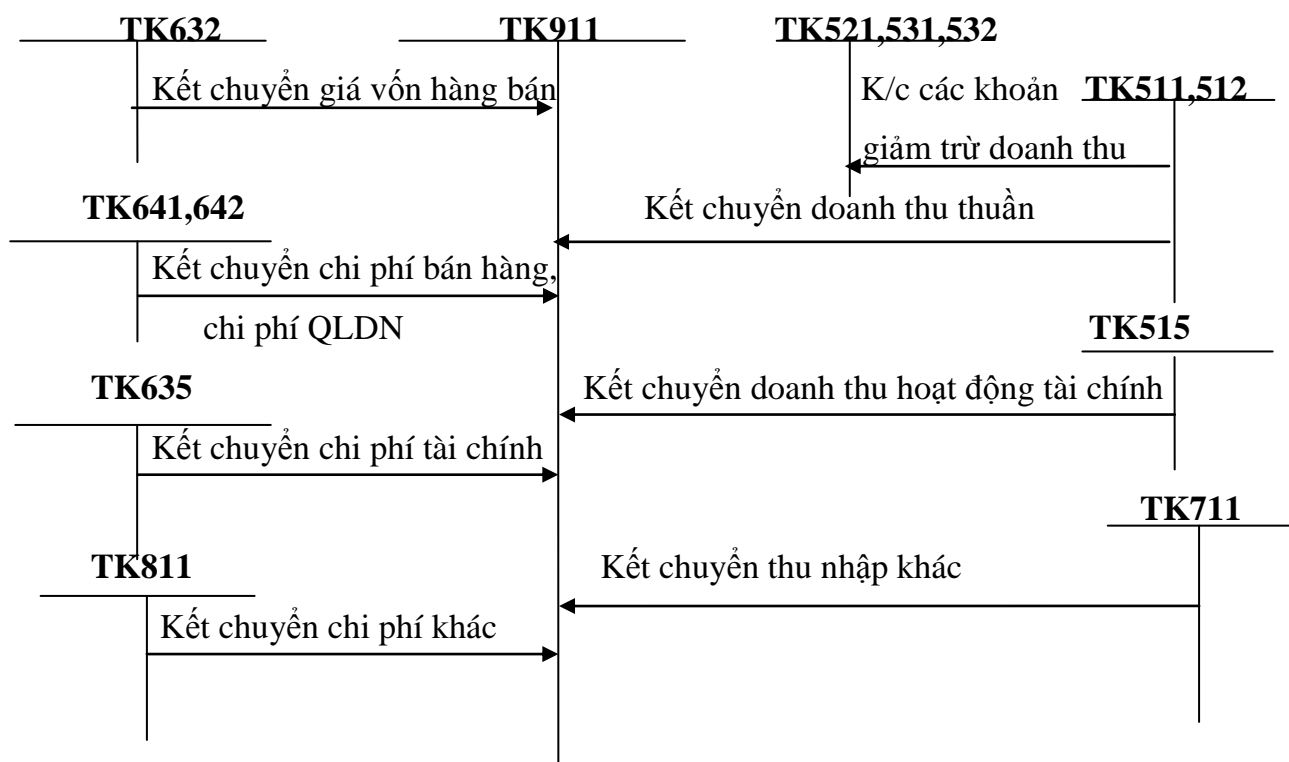 TK632
TK911
TK521,531,532
Kết chuyển giá vốn hàng bán
K/c các khoản
TK511,512
giảm trừ doanh thu
TK641,642
Kết chuyển doanh thu thuần
Kết chuyển chi phí bán hàng,
chi phí QLDN
TK515
TK635
Kết chuyển doanh thu hoạt động tài chính
Kết chuyển chi phí tài chính
TK711
TK811
Kết chuyển thu nhập khác
Kết chuyển chi phí khác